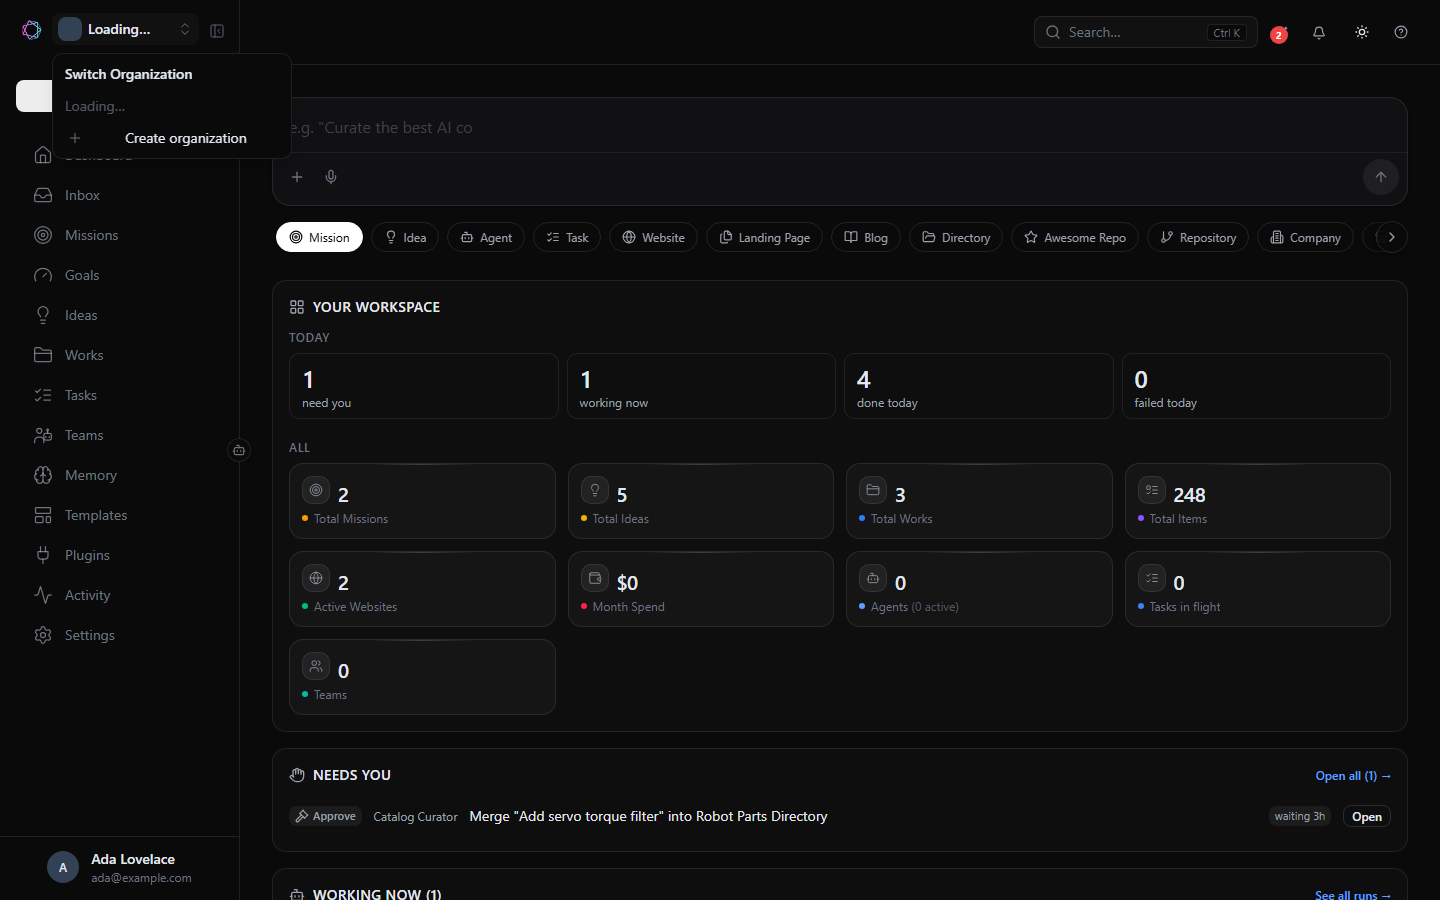 Loading...
Search...
Ctrl K
2
Switch Organization
Loading...
Create organization
Inbox
Missions
Goals
Ideas
Works
Tasks
Teams
Memory
Templates
Plugins
Activity
Settings
A
Ada Lovelace
ada@example.com
e.g. "Curate the best AI co
Mission
Idea
Agent
Task
Website
Landing Page
Blog
Directory
Awesome Repo
Repository
Company
YOUR WORKSPACE
TODAY
1
need you
1
working now
4
done today
0
failed today
ALL
2
Total Missions
5
Total Ideas
3
Total Works
248
Total Items
2
Active Websites
$0
Month Spend
0
Agents (0 active)
0
Tasks in flight
0
Teams
NEEDS YOU
Open all (1) →
Approve
Catalog Curator
Merge "Add servo torque filter" into Robot Parts Directory
waiting 3h
Open
WORKING NOW (1)
See all runs →